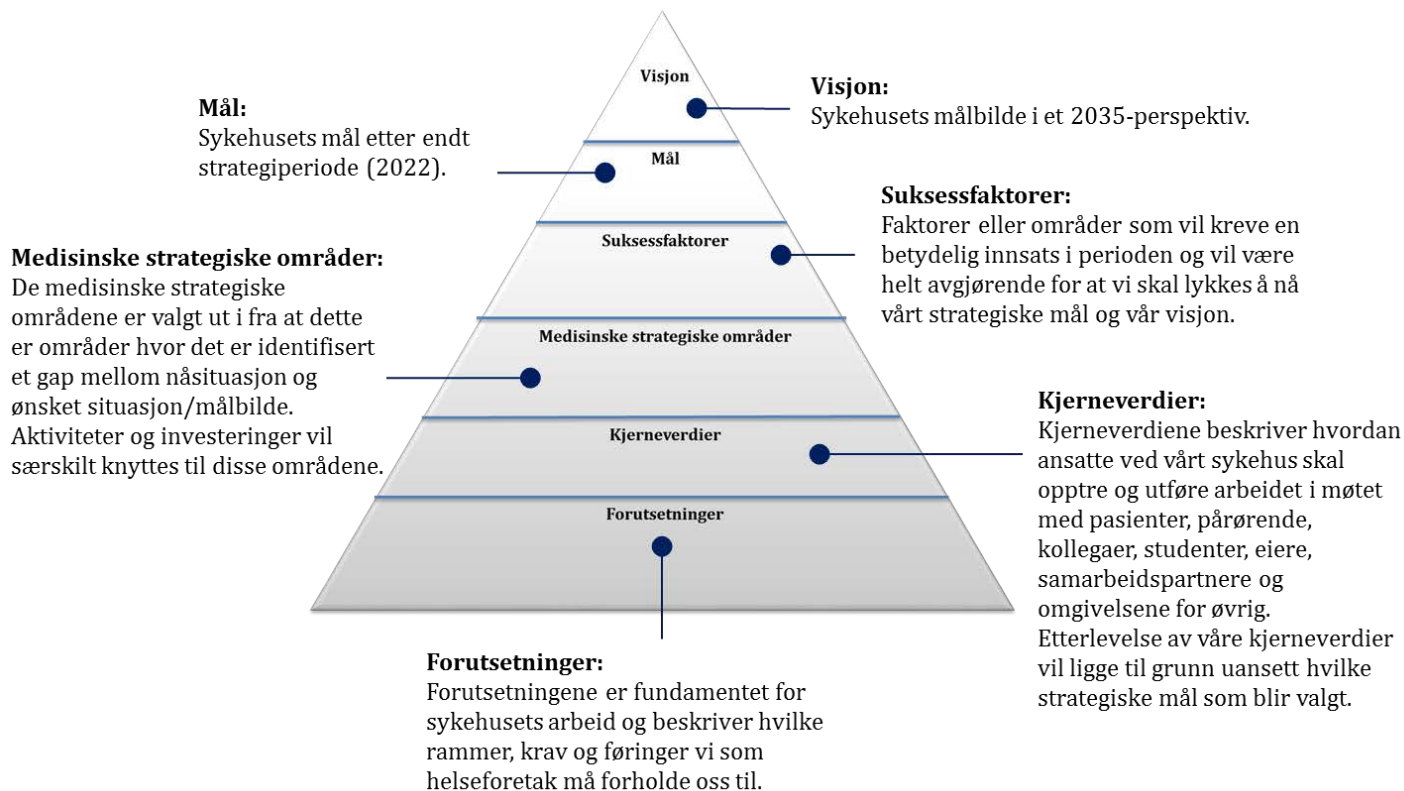 Visjon
Visjon:
Sykehusets målbilde i et 2035-perspektiv.
Mål:
Sykehusets mål etter endt
strategiperiode (2022).
Mål
Suksessfaktorer:
Faktorer eller områder som vil kreve en
betydelig innsats i perioden og vil være
helt avgjørende for at vi skal lykkes å nå
vårt strategiske mål og vår visjon.
Suksessfaktorer
Medisinske strategiske områder:
De medisinske strategiske
områdene er valgt ut i fra at dette
er områder hvor det er identifisert
et gap mellom nåsituasjon og
ønsket situasjon/målbilde.
Aktiviteter og investeringer vil
særskilt knyttes til disse områdene.
Medisinske strategiske områder
Kjerneverdier:
Kjerneverdiene beskriver hvordan
ansatte ved vårt sykehus skal
opptre og utføre arbeidet i møtet
med pasienter, pårørende,
kollegaer, studenter, eiere,
samarbeidspartnere og
omgivelsene for øvrig.
Etterlevelse av våre kjerneverdier
vil ligge til grunn uansett hvilke
strategiske mål som blir valgt.
Kjerneverdier
Forutsetninger
Forutsetninger:
Forutsetningene er fundamentet for
sykehusets arbeid og beskriver hvilke
rammer, krav og føringer vi som
helseforetak må forholde oss til.